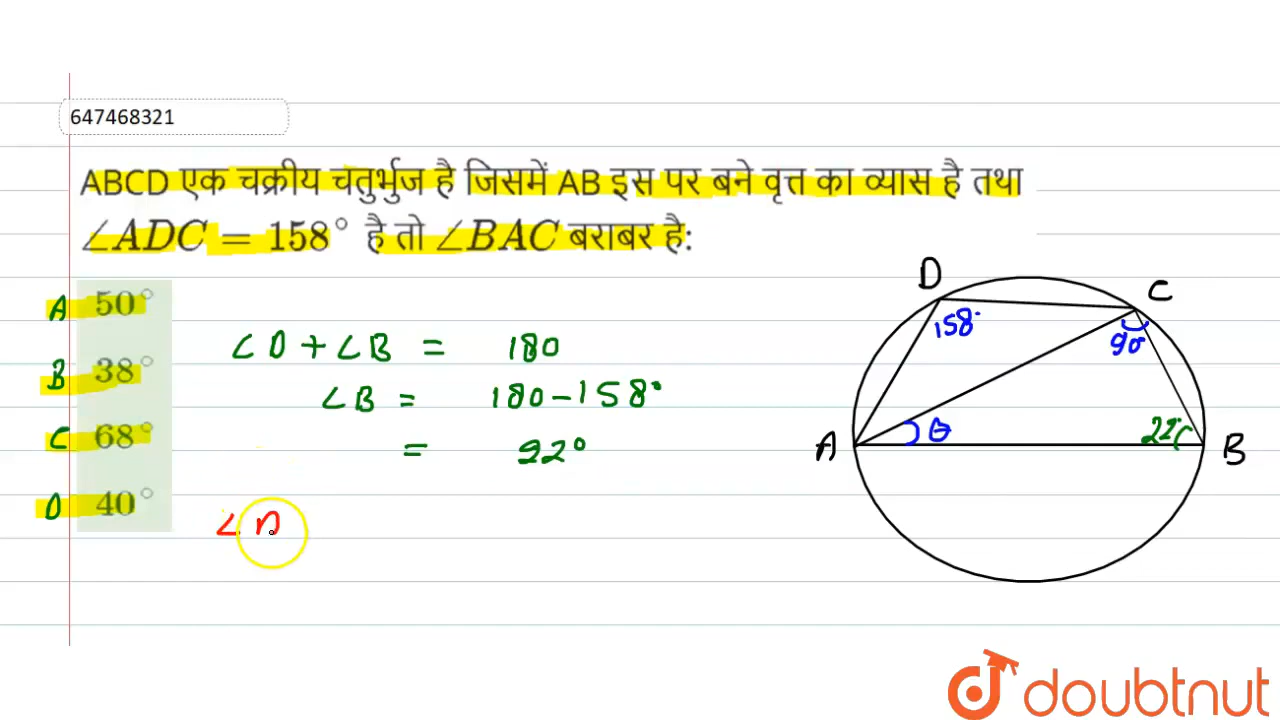 647468321
ABCD एक चक्रीय चतुर्भुज है जिसमें AB इस पर बने वृत्त का व्यास है तथा
∠ADC = 158° है तो ∠BAC बराबर है:
A 50°
B 38°
C 68°
D 40°
∠D + ∠B = 180
∠B = 180 - 158°
= 22°
∠D
D
C
158°
90
A
θ
22°
B
doubtnut